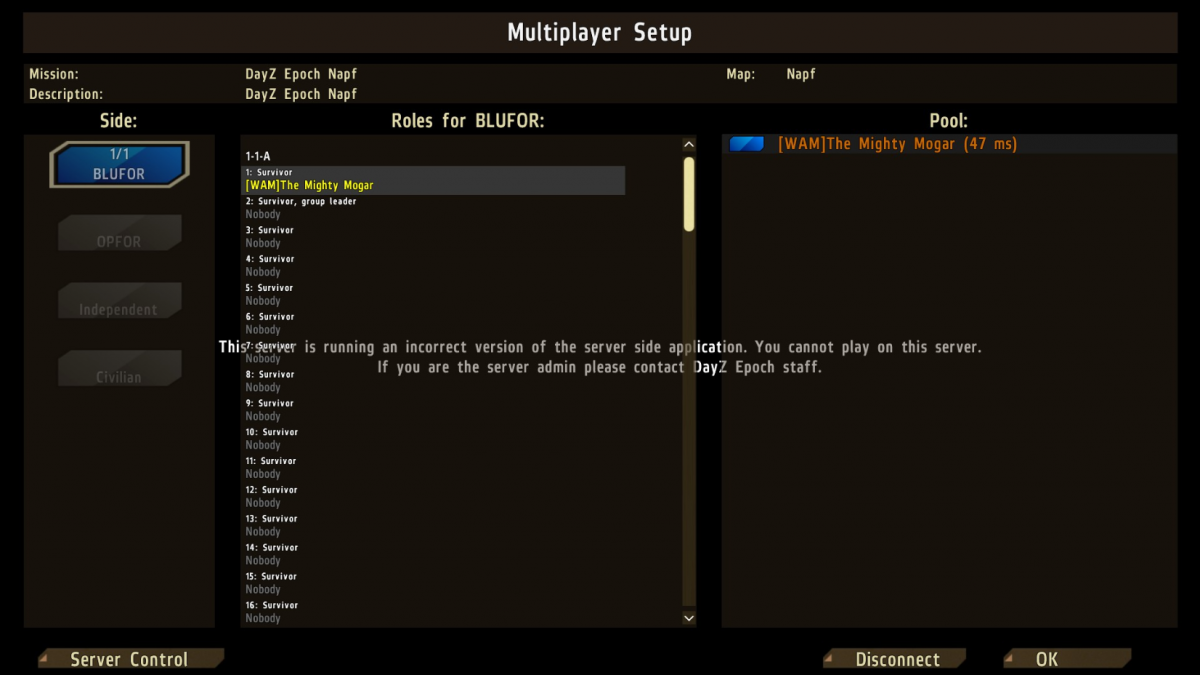 Multiplayer Setup
Mission: DayZ Epoch Napf Map: Napf
Description: DayZ Epoch Napf
Side: Roles for BLUFOR: Pool:
1/1
BLUFOR
OPFOR
Independent
Civilian
1-1-A
1: Survivor
[WAM]The Mighty Mogar
2: Survivor, group leader
Nobody
3: Survivor
Nobody
4: Survivor
Nobody
5: Survivor
Nobody
6: Survivor
Nobody
7: Survivor
Nobody
8: Survivor
Nobody
9: Survivor
Nobody
10: Survivor
Nobody
11: Survivor
Nobody
12: Survivor
Nobody
13: Survivor
Nobody
14: Survivor
Nobody
15: Survivor
Nobody
16: Survivor
Nobody
[WAM]The Mighty Mogar (47 ms)
This server is running an incorrect version of the server side application. You cannot play on this server.
If you are the server admin please contact DayZ Epoch staff.
Server Control Disconnect OK